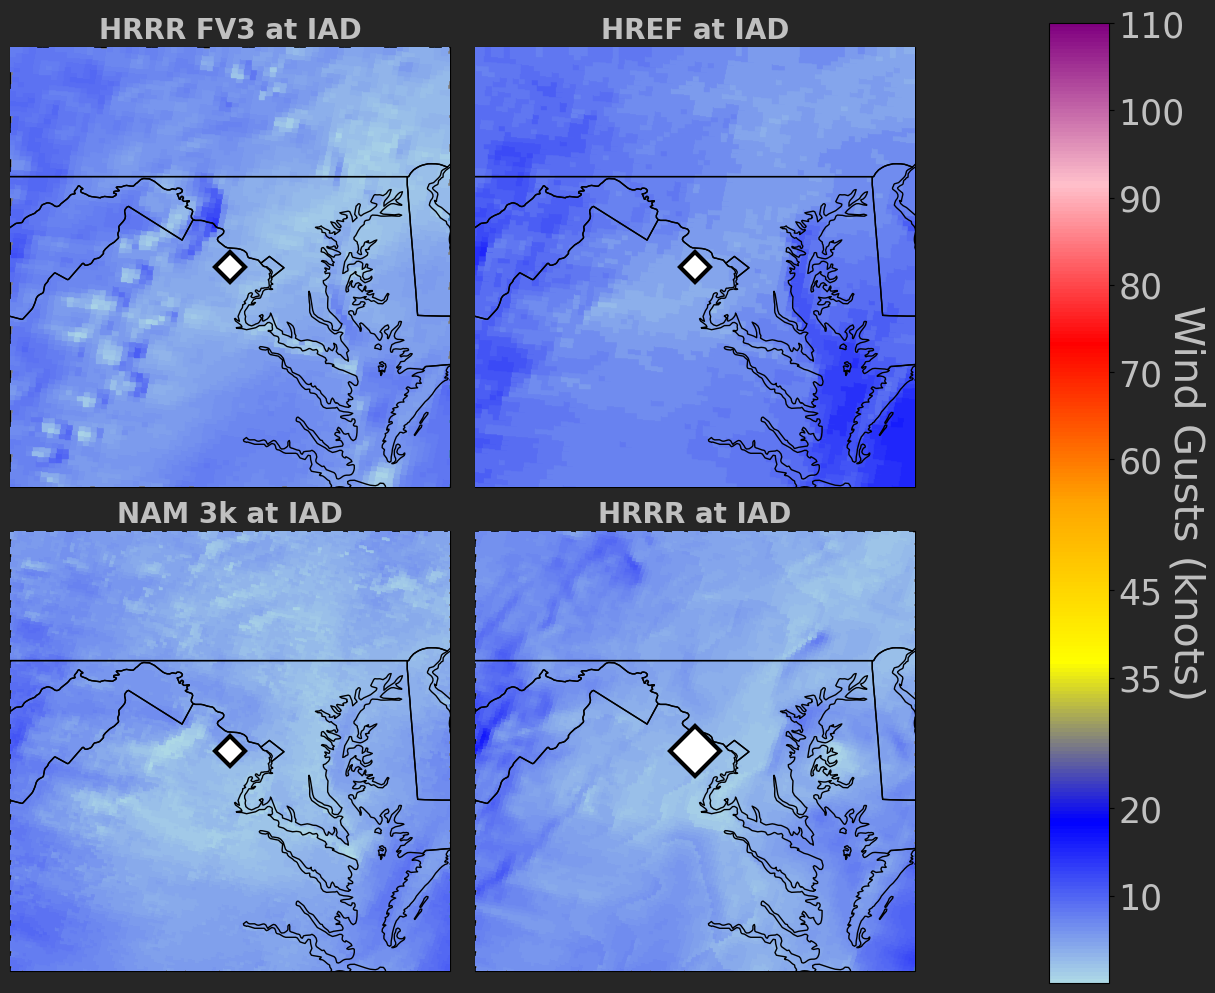 HRRR FV3 at IAD
HREF at IAD
NAM 3k at IAD
HRRR at IAD
110
100
90
80
70
60
45
35
20
10
Wind Gusts (knots)